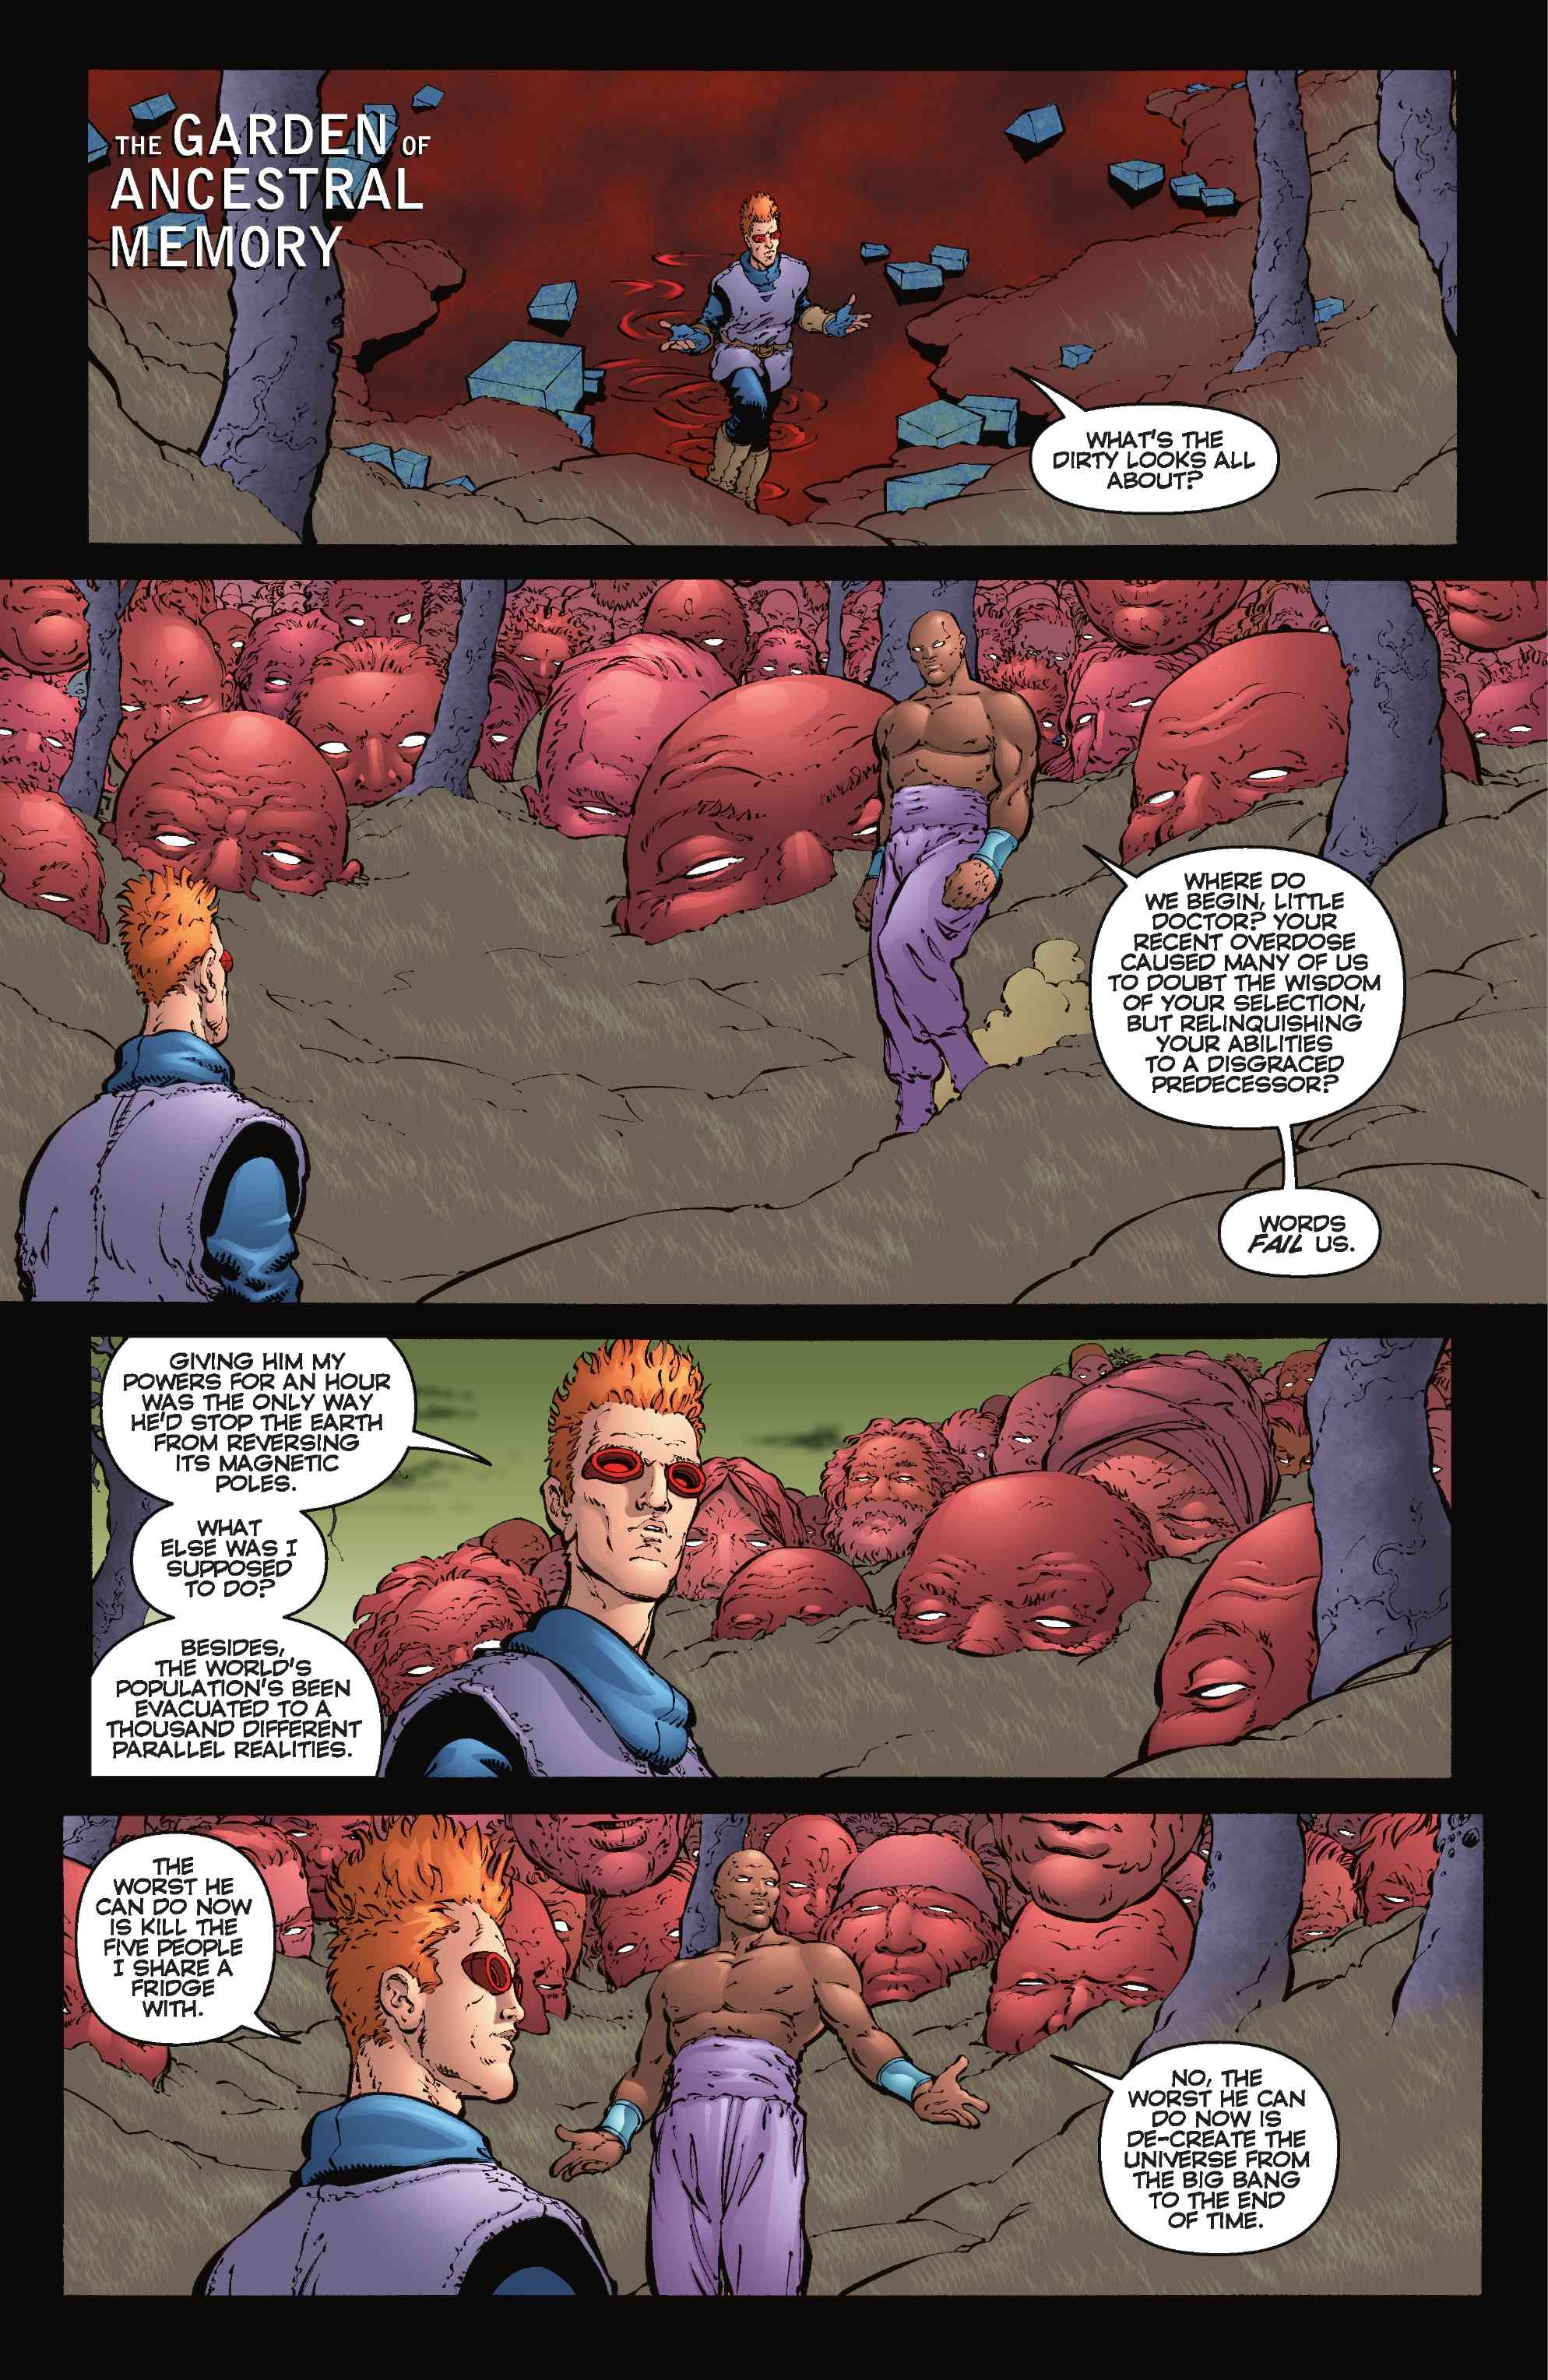 THE GARDEN OF
ANCESTRAL
MEMORY
WHAT'S THE
DIRTY LOOKS ALL
ABOUT?
WHERE DO
WE BEGIN, LITTLE
DOCTOR? YOUR
RECENT OVERDOSE
CAUSED MANY OF US
TO DOUBT THE WISDOM
OF YOUR SELECTION,
BUT RELINQUISHING
YOUR ABILITIES
TO A DISGRACED
PREDECESSOR?
WORDS
FAIL US.
GIVING HIM MY
POWERS FOR AN HOUR
WAS THE ONLY WAY
HE'D STOP THE EARTH
FROM REVERSING
ITS MAGNETIC
POLES.
WHAT
ELSE WAS I
SUPPOSED
TO DO?
BESIDES,
THE WORLD'S
POPULATION'S BEEN
EVACUATED TO A
THOUSAND DIFFERENT
PARALLEL REALITIES.
THE
WORST HE
CAN DO NOW
IS KILL THE
FIVE PEOPLE
I SHARE A
FRIDGE
WITH.
NO, THE
WORST HE CAN
DO NOW IS
DE-CREATE THE
UNIVERSE FROM
THE BIG BANG
TO THE END
OF TIME.